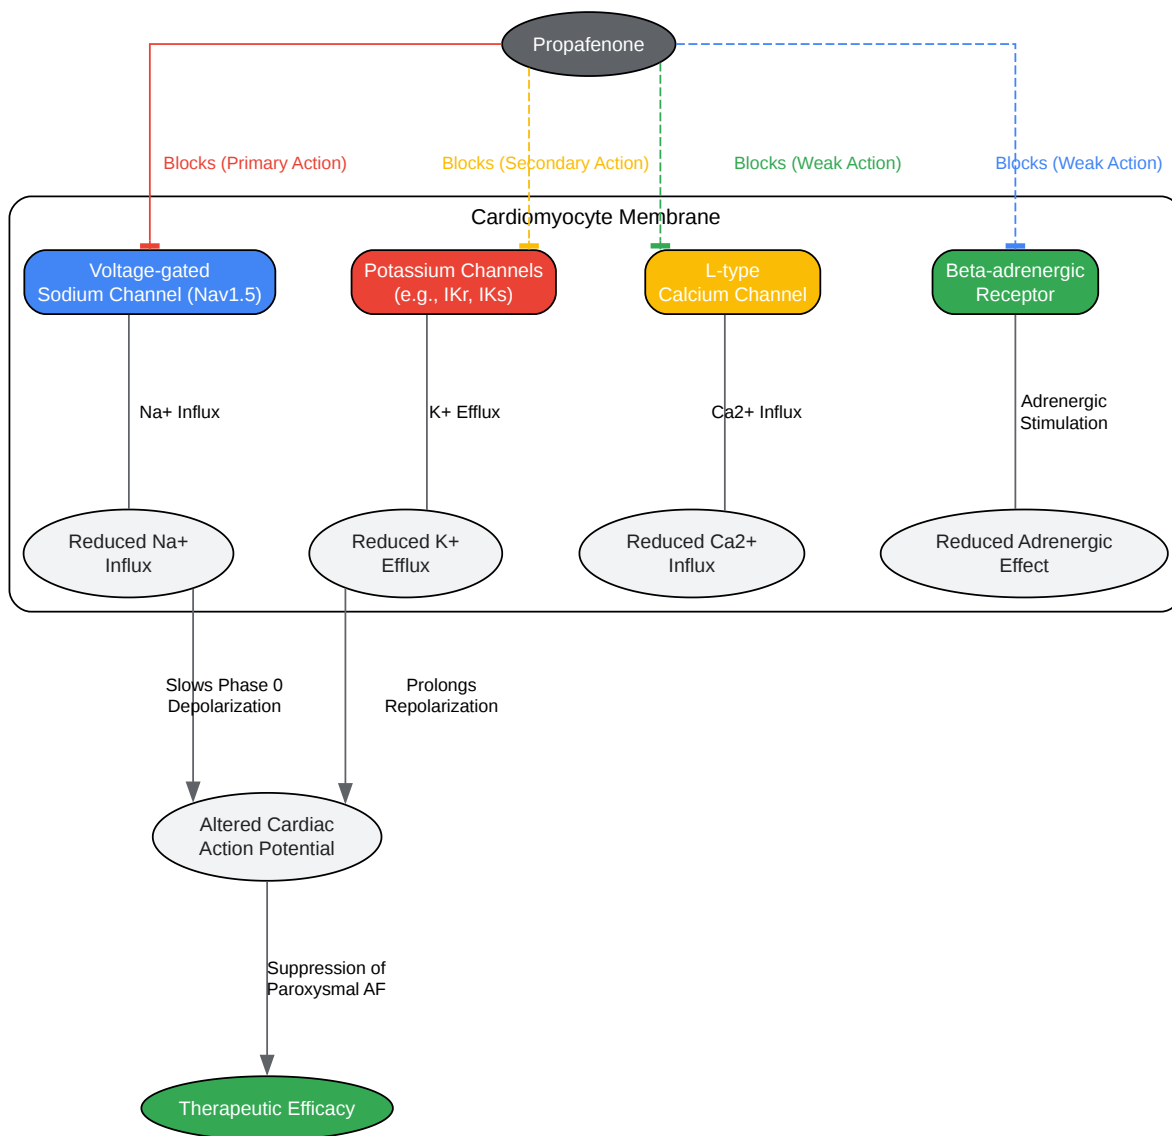 Propafenone
Blocks (Primary Action)
Blocks (Secondary Action)
Blocks (Weak Action)
Blocks (Weak Action)
Cardiomyocyte Membrane
Voltage-gated
Sodium Channel (Nav1.5)
Potassium Channels
(e.g., IKr, IKs)
L-type
Calcium Channel
Beta-adrenergic
Receptor
Na+ Influx
K+ Efflux
Ca2+ Influx
Adrenergic
Stimulation
Reduced Na+
Influx
Reduced K+
Efflux
Reduced Ca2+
Influx
Reduced Adrenergic
Effect
Slows Phase 0
Depolarization
Prolongs
Repolarization
Altered Cardiac
Action Potential
Suppression of
Paroxysmal AF
Therapeutic Efficacy